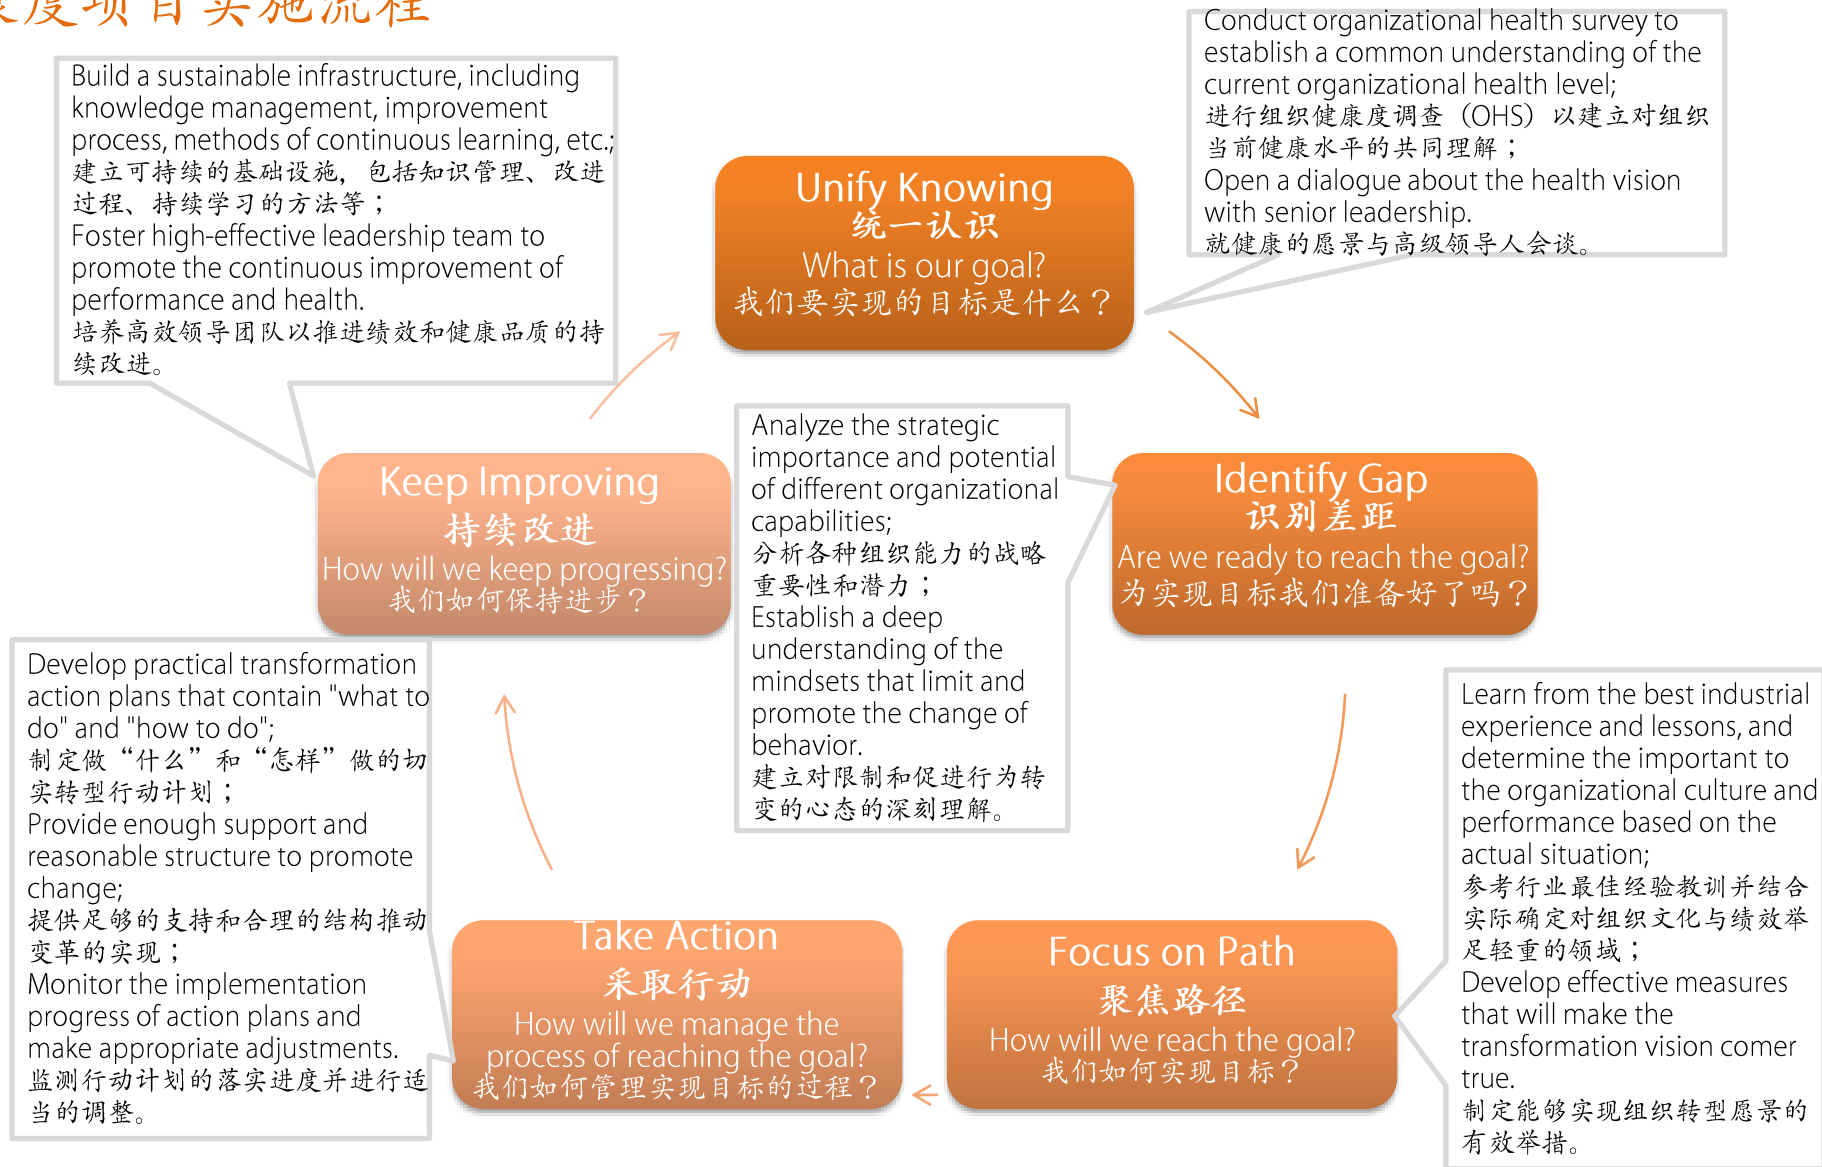 度项目实施流程
Conduct organizational health survey to
establish a common understanding of the
current organizational health level;
进行组织健康度调查（OHS）以建立对组织
当前健康水平的共同理解；
Open a dialogue about the health vision
with senior leadership.
就健康的愿景与高级领导人会谈。
Build a sustainable infrastructure, including
knowledge management, improvement
process, methods of continuous learning, etc.;
建立可持续的基础设施，包括知识管理、改进
过程、持续学习的方法等；
Foster high-effective leadership team to
promote the continuous improvement of
performance and health.
培养高效领导团队以推进绩效和健康品质的持
续改进。
Unify Knowing
统一认识
What is our goal?
我们要实现的目标是什么？
Keep Improving
持续改进
How will we keep progressing?
我们如何保持进步？
Analyze the strategic
importance and potential
of different organizational
capabilities;
分析各种组织能力的战略
重要性和潜力；
Establish a deep
understanding of the
mindsets that limit and
promote the change of
behavior.
建立对限制和促进行为转
变的心态的深刻理解。
Identify Gap
识别差距
Are we ready to reach the goal?
为实现目标我们准备好了吗？
Develop practical transformation
action plans that contain "what to
do" and "how to do";
制定做“什么”和“怎样”做的切
实转型行动计划；
Provide enough support and
reasonable structure to promote
change;
提供足够的支持和合理的结构推动
变革的实现；
Monitor the implementation
progress of action plans and
make appropriate adjustments.
监测行动计划的落实进度并进行适
当的调整。
Take Action
采取行动
How will we manage the
process of reaching the goal?
我们如何管理实现目标的过程？
Focus on Path
聚焦路径
How will we reach the goal?
我们如何实现目标？
Learn from the best industrial
experience and lessons, and
determine the important to
the organizational culture and
performance based on the
actual situation;
参考行业最佳经验教训并结合
实际确定对组织文化与绩效举
足轻重的领域；
Develop effective measures
that will make the
transformation vision comer
true.
制定能够实现组织转型愿景的
有效举措。